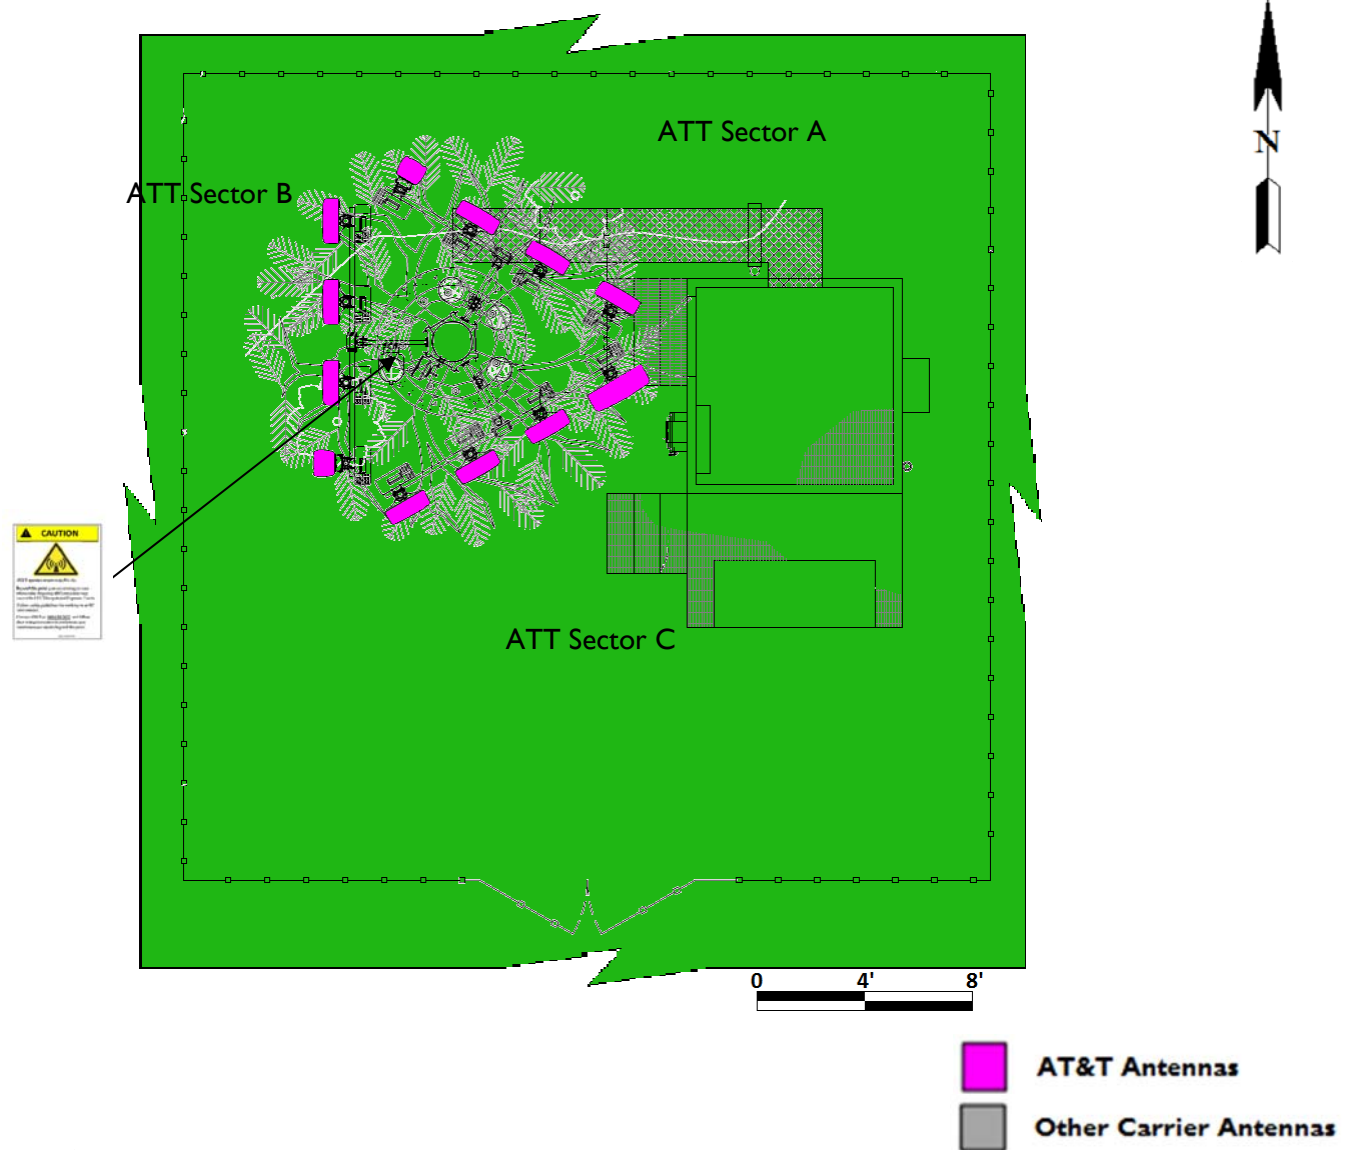 N
ATT Sector A
ATT Sector B
CAUTION
ATT Sector C
0 4' 8'
AT&T Antennas
Other Carrier Antennas